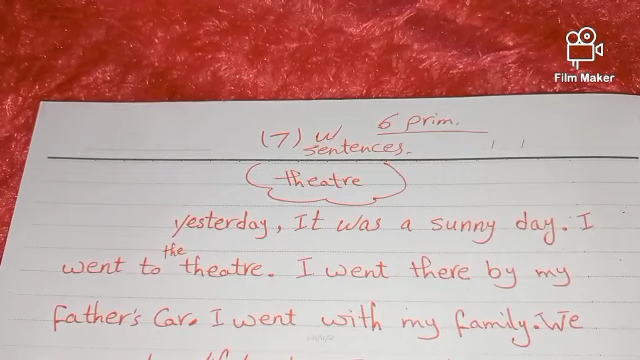 Film Maker
6 prim.
(7) w
sentences.
theatre
yesterday, It was a sunny day. I
went to the theatre. I went there by my
father's car. I went with my family. We